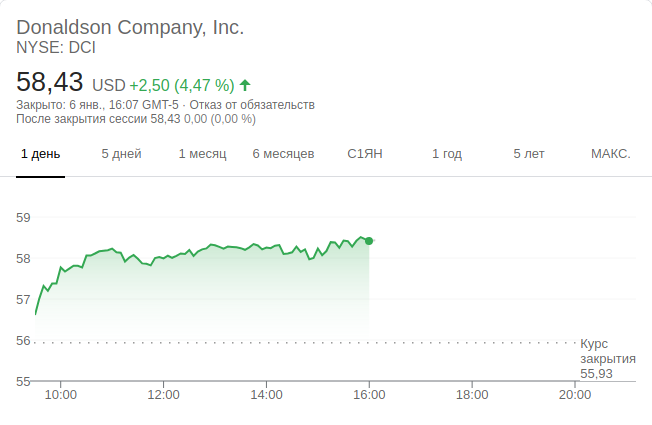 Donaldson Company, Inc.
NYSE: DCI
58,43 USD +2,50 (4,47 %)
Закрыто: 6 янв., 16:07 GMT-5 · Отказ от обязательств
После закрытия сессии 58,43 0,00 (0,00 %)
1 день 5 дней 1 месяц 6 месяцев С1ЯН 1 год 5 лет МАКС.
59
58
57
56
Курс
закрытия
55,93
55
10:00 12:00 14:00 16:00 18:00 20:00